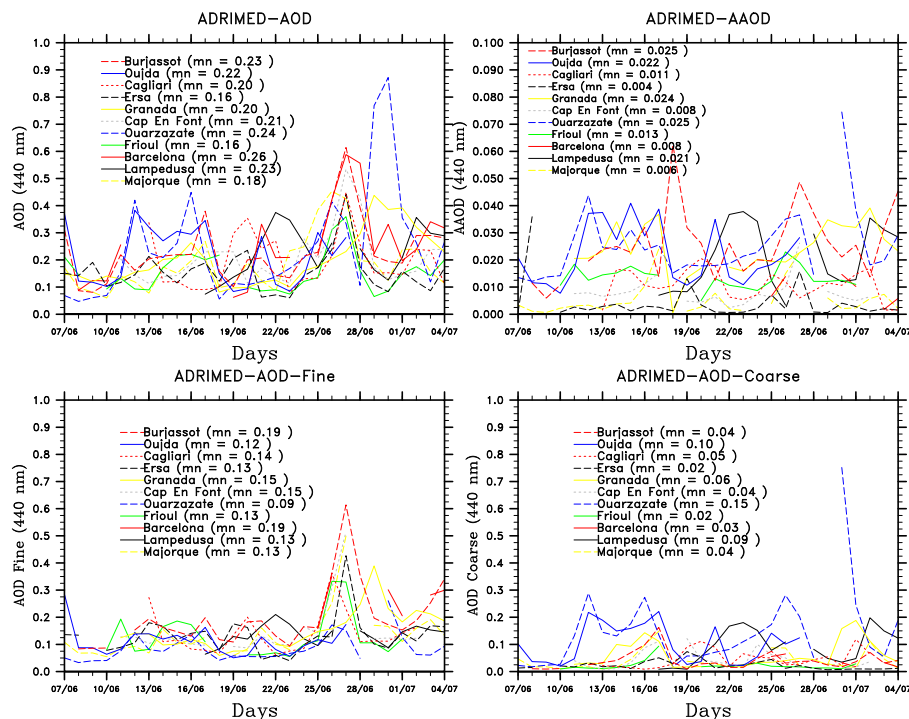 ADRIMED-AOD
1.0
0.9
0.8
0.7
0.6
0.5
0.4
0.3
0.2
0.1
0.0
AOD (440 nm)
Burjassot (mn = 0.23 )
Oujda (mn = 0.22 )
Cagliari (mn = 0.20 )
Ersa (mn = 0.16 )
Granada (mn = 0.20 )
Cap En Font (mn = 0.21 )
Ouarzazate (mn = 0.24 )
Frioul (mn = 0.16 )
Barcelona (mn = 0.26 )
Lampedusa (mn = 0.23 )
Majorque (mn = 0.18)
07/06 10/06 13/06 16/06 19/06 22/06 25/06 28/06 01/07 04/07
Days
ADRIMED-AAOD
0.100
0.090
0.080
0.070
0.060
0.050
0.040
0.030
0.020
0.010
0.000
AAOD (440 nm)
Burjassot (mn = 0.025 )
Oujda (mn = 0.022 )
Cagliari (mn = 0.011 )
Ersa (mn = 0.004 )
Granada (mn = 0.024 )
Cap En Font (mn = 0.008 )
Ouarzazate (mn = 0.025 )
Frioul (mn = 0.013 )
Barcelona (mn = 0.008 )
Lampedusa (mn = 0.021 )
Majorque (mn = 0.006 )
07/06 10/06 13/06 16/06 19/06 22/06 25/06 28/06 01/07 04/07
Days
ADRIMED-AOD-Fine
1.0
0.9
0.8
0.7
0.6
0.5
0.4
0.3
0.2
0.1
0.0
AOD Fine (440 nm)
Burjassot (mn = 0.19 )
Oujda (mn = 0.12 )
Cagliari (mn = 0.14 )
Ersa (mn = 0.13 )
Granada (mn = 0.15 )
Cap En Font (mn = 0.15 )
Ouarzazate (mn = 0.09 )
Frioul (mn = 0.13 )
Barcelona (mn = 0.19 )
Lampedusa (mn = 0.13 )
Majorque (mn = 0.13 )
07/06 10/06 13/06 16/06 19/06 22/06 25/06 28/06 01/07 04/07
Days
ADRIMED-AOD-Coarse
1.0
0.9
0.8
0.7
0.6
0.5
0.4
0.3
0.2
0.1
0.0
AOD Coarse (440 nm)
Burjassot (mn = 0.04 )
Oujda (mn = 0.10 )
Cagliari (mn = 0.05 )
Ersa (mn = 0.02 )
Granada (mn = 0.06 )
Cap En Font (mn = 0.04 )
Ouarzazate (mn = 0.15 )
Frioul (mn = 0.02 )
Barcelona (mn = 0.03 )
Lampedusa (mn = 0.09 )
Majorque (mn = 0.04 )
07/06 10/06 13/06 16/06 19/06 22/06 25/06 28/06 01/07 04/07
Days